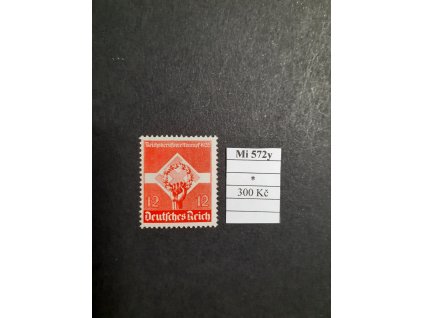 Reichsberufswettkampf 1935
12 12
Deutsches Reich
Mi 572y
*
300 Kč